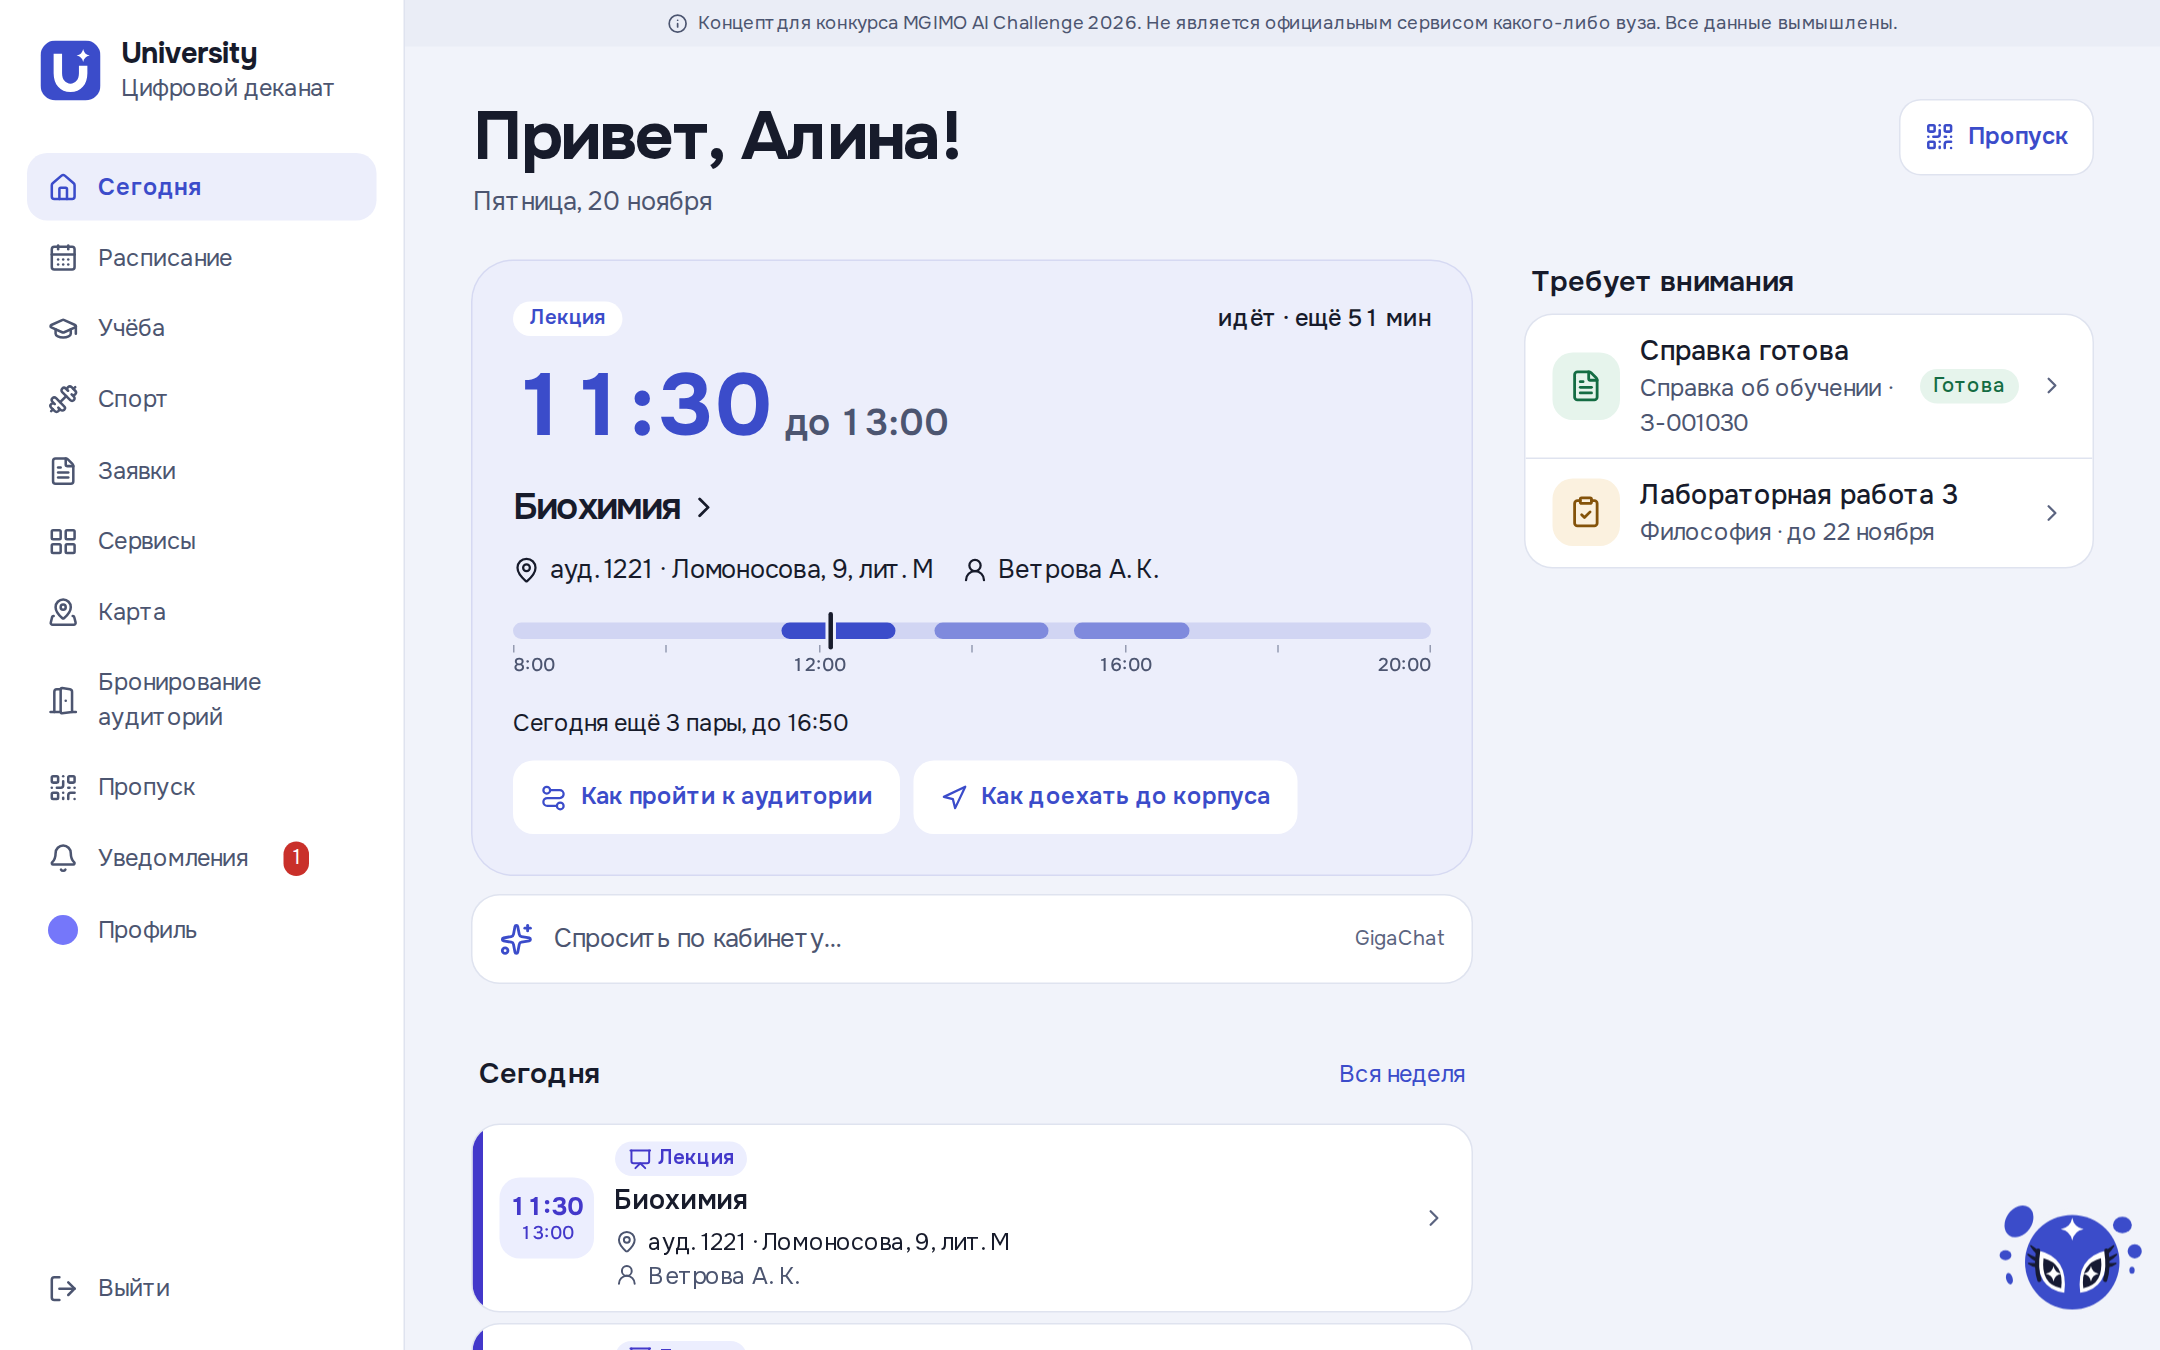 University
Цифровой деканат
Сегодня
Расписание
Учёба
Спорт
Заявки
Сервисы
Карта
Бронирование
аудиторий
Пропуск
Уведомления 1
Профиль
Выйти
Концепт для конкурса MGIMO AI Challenge 2026. Не является официальным сервисом какого-либо вуза. Все данные вымышлены.
Привет, Алина!
Пятница, 20 ноября
Пропуск
Лекция
идёт · ещё 51 мин
11:30 до 13:00
Биохимия
ауд. 1221 · Ломоносова, 9, лит. М
Ветрова А. К.
8:00 12:00 16:00 20:00
Сегодня ещё 3 пары, до 16:50
Как пройти к аудитории
Как доехать до корпуса
Спросить по кабинету...
GigaChat
Сегодня
Вся неделя
11:30
13:00
Лекция
Биохимия
ауд. 1221 · Ломоносова, 9, лит. М
Ветрова А. К.
Требует внимания
Справка готова
Справка об обучении ·
З-001030
Готова
Лабораторная работа 3
Философия · до 22 ноября